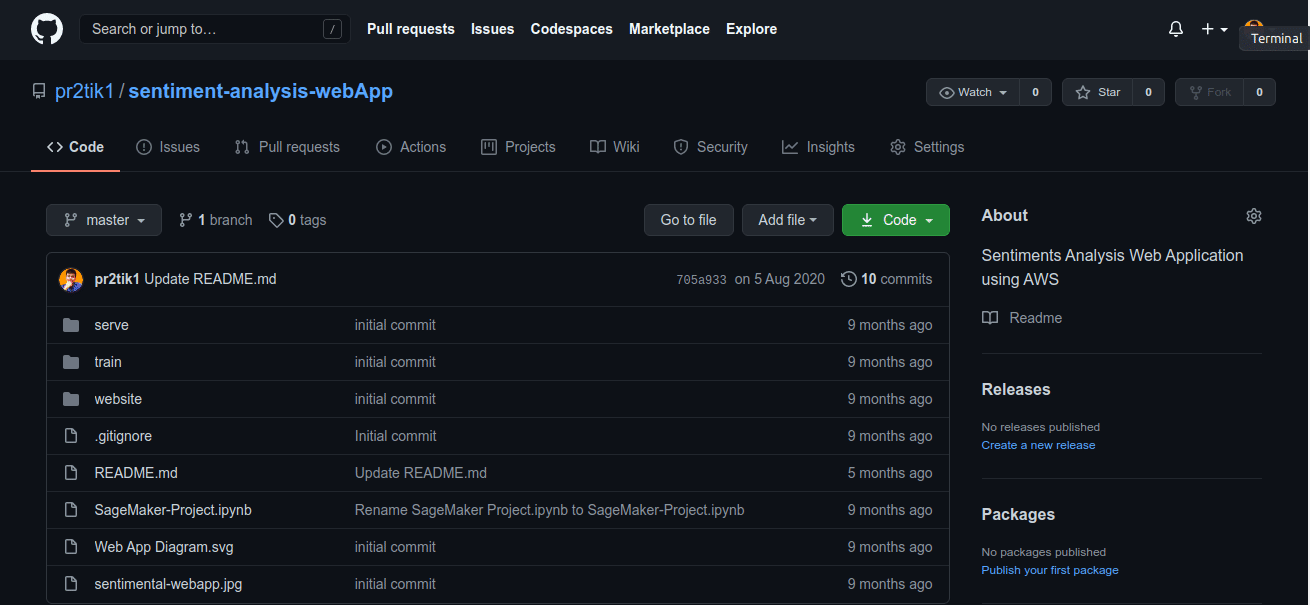 Search or jump to… /
Pull requests Issues Codespaces Marketplace Explore
Terminal
pr2tik1 / sentiment-analysis-webApp
Watch 0 Star 0 Fork 0
Code Issues Pull requests Actions Projects Wiki Security Insights Settings
master 1 branch 0 tags Go to file Add file Code
pr2tik1 Update README.md 705a933 on 5 Aug 2020 10 commits
serve initial commit 9 months ago
train initial commit 9 months ago
website initial commit 9 months ago
.gitignore Initial commit 9 months ago
README.md Update README.md 5 months ago
SageMaker-Project.ipynb Rename SageMaker Project.ipynb to SageMaker-Project.ipynb 9 months ago
Web App Diagram.svg initial commit 9 months ago
sentimental-webapp.jpg initial commit 9 months ago
About
Sentiments Analysis Web Application
using AWS
Readme
Releases
No releases published
Create a new release
Packages
No packages published
Publish your first package